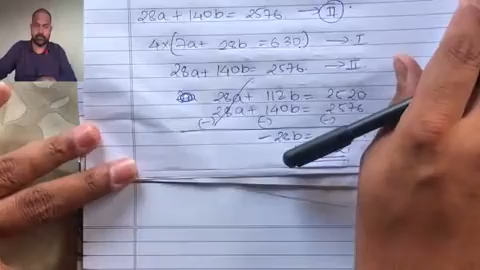 28a + 140b = 2576 → II
4×(7a + 28b = 630) → I
28a + 140b = 2576 → II
28a + 112b = 2520
28a + 140b = 2576
(-) (-) (-)
-28b =